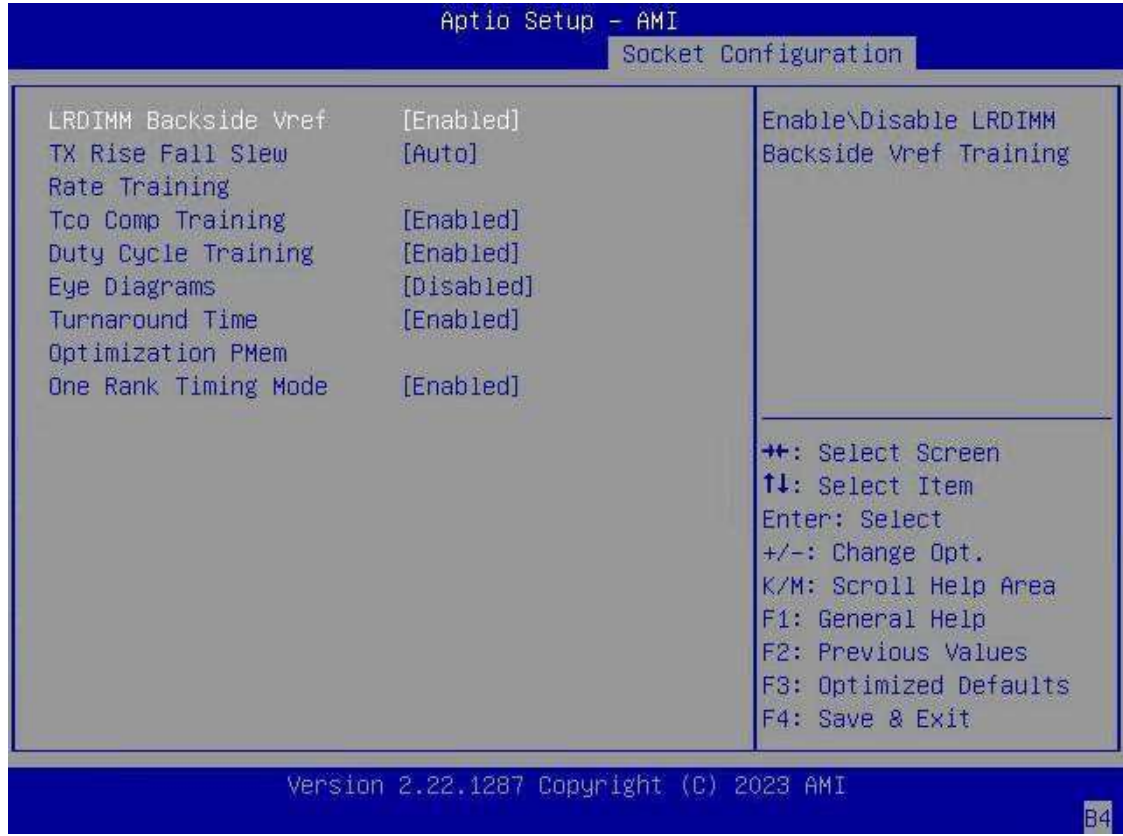 Aptio Setup - AMI
Socket Configuration
LRDIMM Backside Vref [Enabled]
TX Rise Fall Slew [Auto]
Rate Training
Tco Comp Training [Enabled]
Duty Cycle Training [Enabled]
Eye Diagrams [Disabled]
Turnaround Time [Enabled]
Optimization PMem
One Rank Timing Mode [Enabled]
Enable\Disable LRDIMM
Backside Vref Training
→←: Select Screen
↑↓: Select Item
Enter: Select
+/-: Change Opt.
K/M: Scroll Help Area
F1: General Help
F2: Previous Values
F3: Optimized Defaults
F4: Save & Exit
Version 2.22.1287 Copyright (C) 2023 AMI
B4